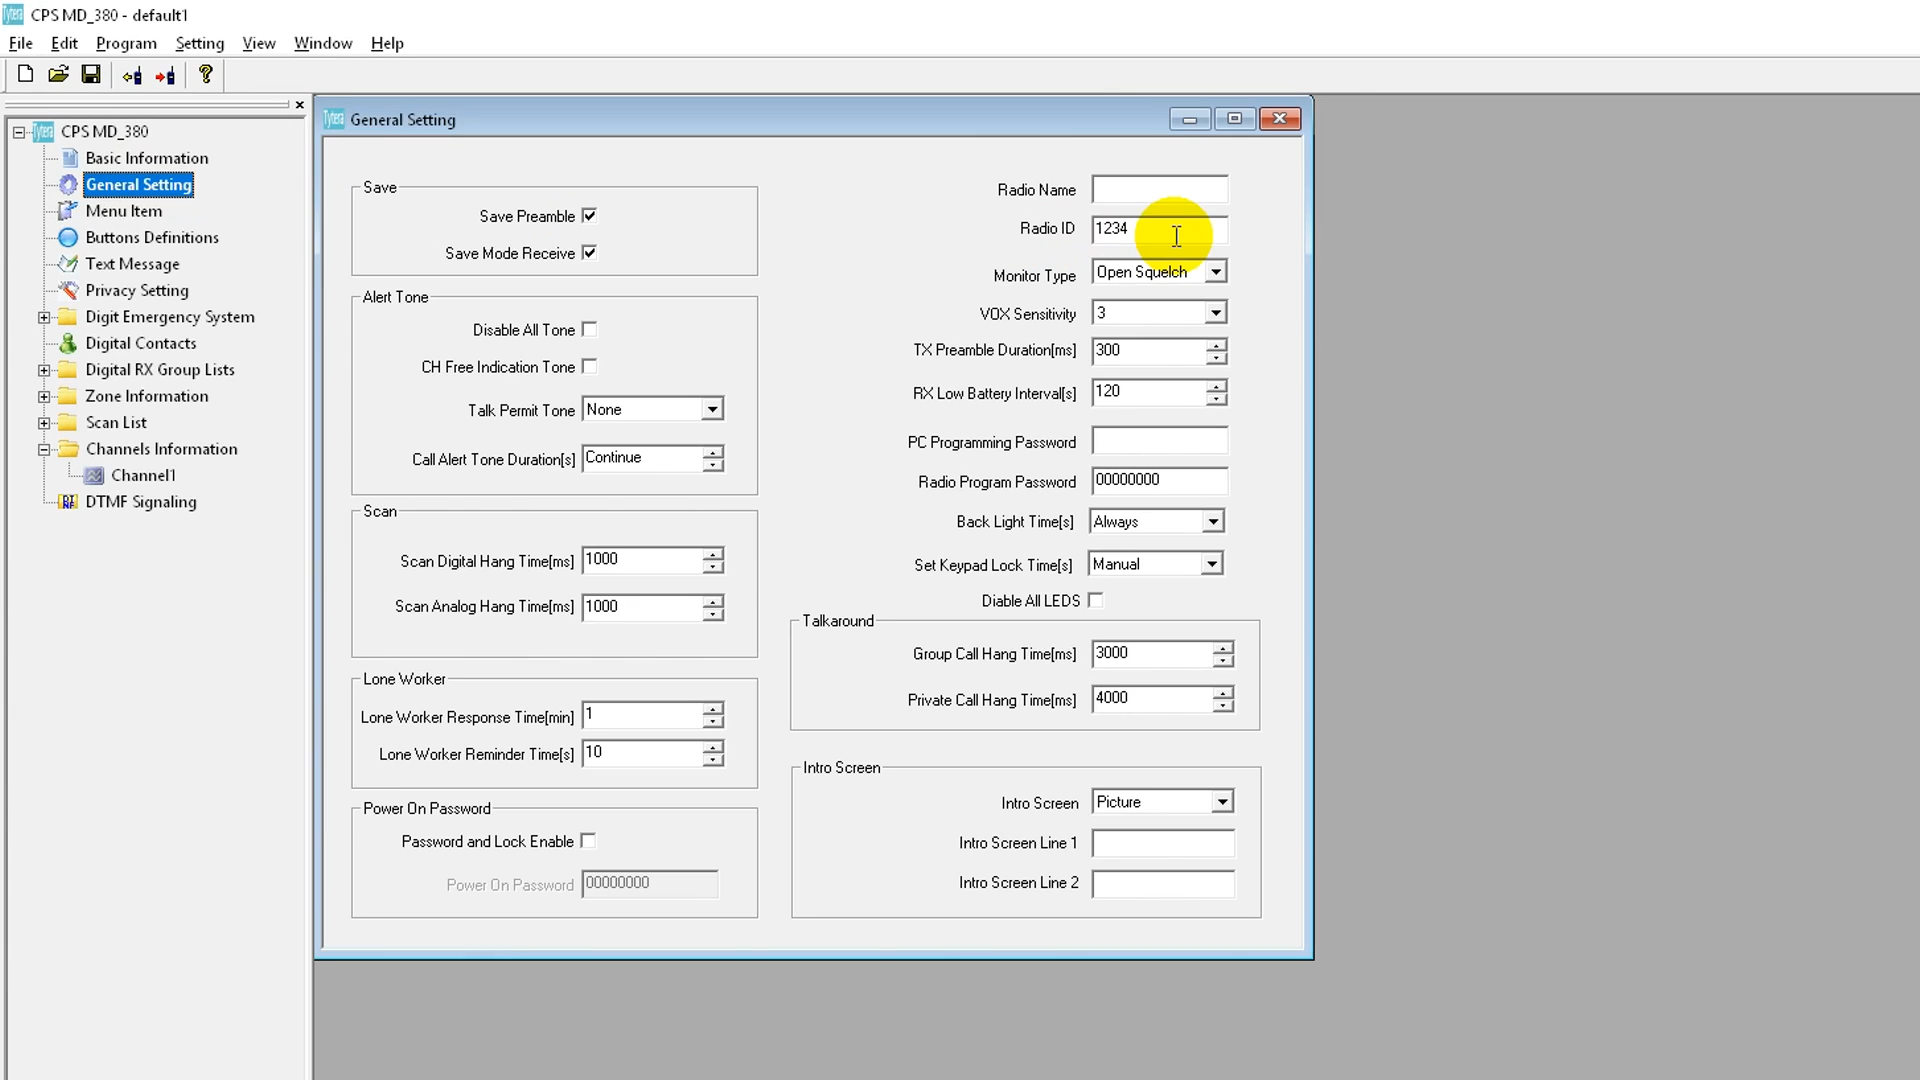 Tytera CPS MD_380 - default1
File Edit Program Setting View Window Help
CPS MD_380
Basic Information
General Setting
Menu Item
Buttons Definitions
Text Message
Privacy Setting
Digit Emergency System
Digital Contacts
Digital RX Group Lists
Zone Information
Scan List
Channels Information
Channel1
DTMF Signaling
Tytera General Setting
Save
Save Preamble
Save Mode Receive
Alert Tone
Disable All Tone
CH Free Indication Tone
Talk Permit Tone None
Call Alert Tone Duration[s] Continue
Scan
Scan Digital Hang Time[ms] 1000
Scan Analog Hang Time[ms] 1000
Lone Worker
Lone Worker Response Time[min] 1
Lone Worker Reminder Time[s] 10
Power On Password
Password and Lock Enable
Power On Password 00000000
Radio Name
Radio ID 1234
Monitor Type Open Squelch
VOX Sensitivity 3
TX Preamble Duration[ms] 300
RX Low Battery Interval[s] 120
PC Programming Password
Radio Program Password 00000000
Back Light Time[s] Always
Set Keypad Lock Time[s] Manual
Diable All LEDS
Talkaround
Group Call Hang Time[ms] 3000
Private Call Hang Time[ms] 4000
Intro Screen
Intro Screen Picture
Intro Screen Line 1
Intro Screen Line 2